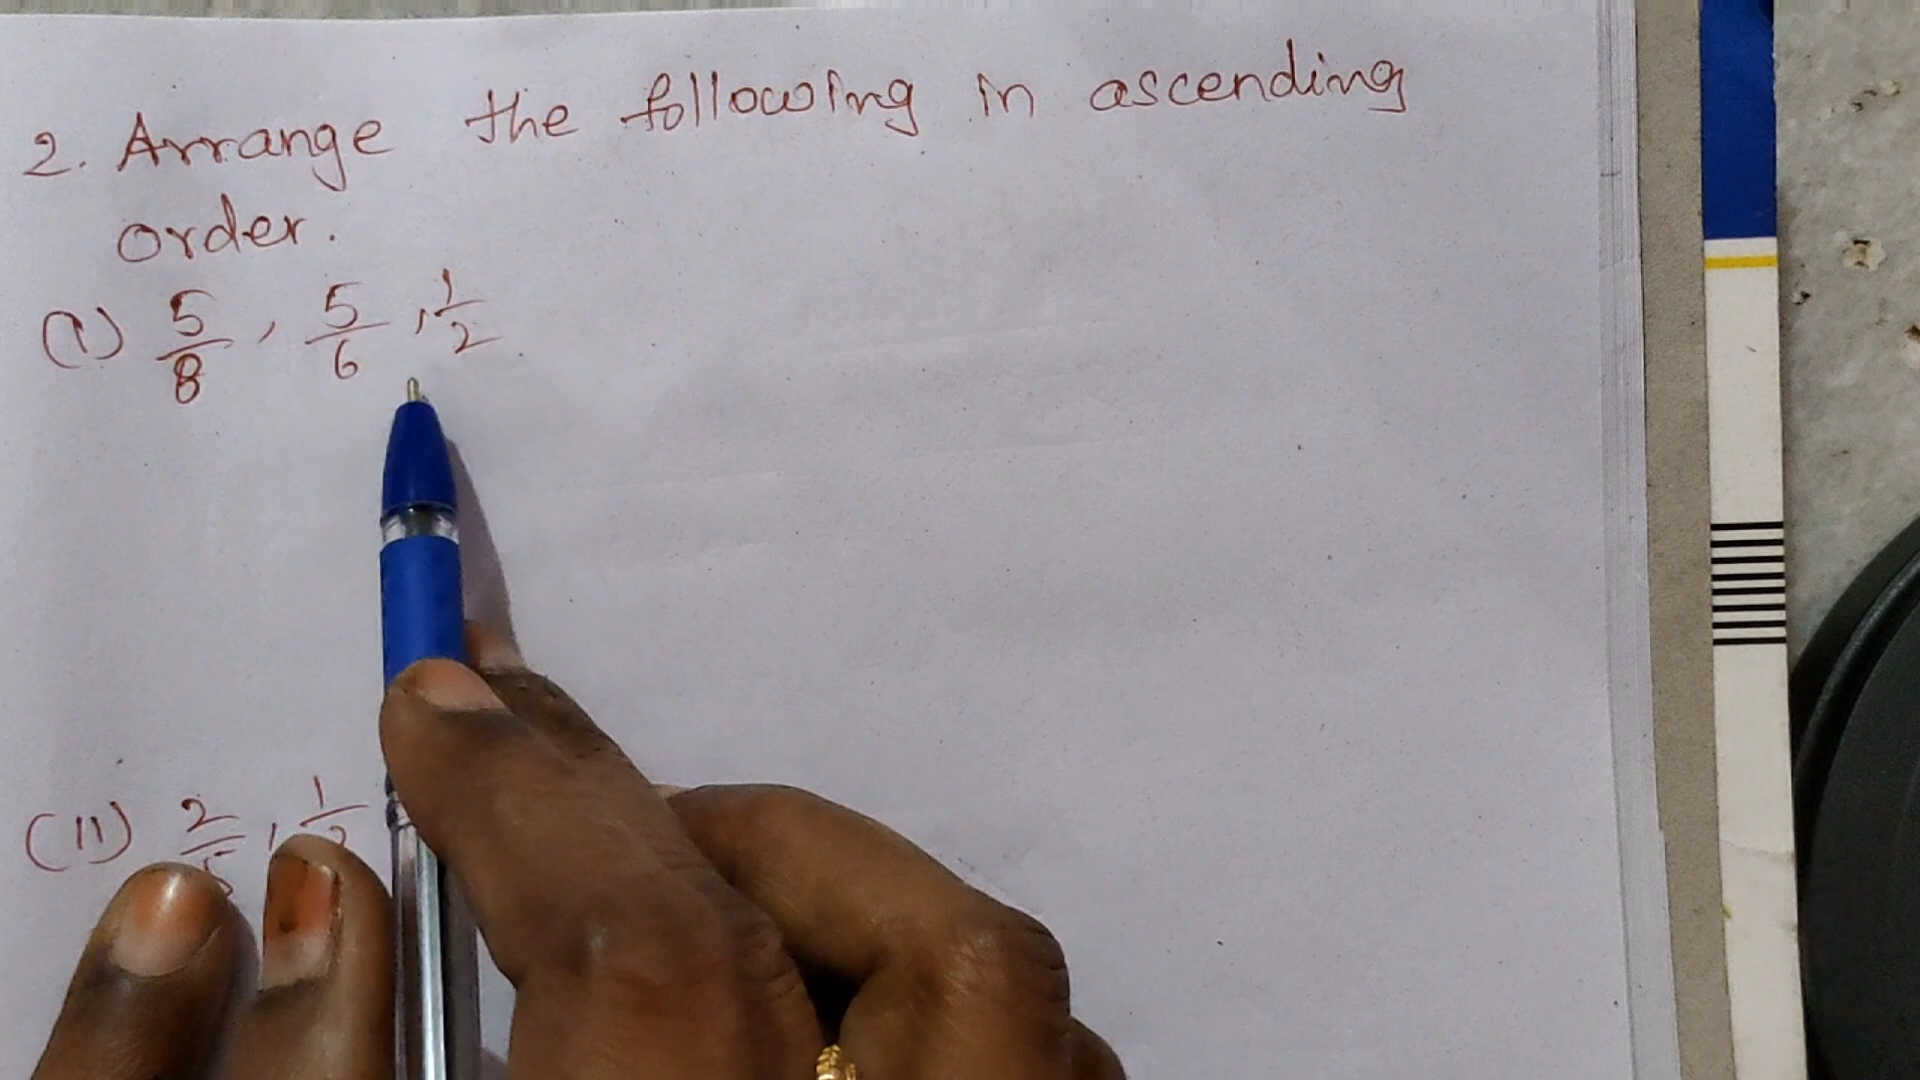 2. Arrange the following in ascending
order.
(i) 5/8, 5/6, 1/2
(ii) 2/5, 1/